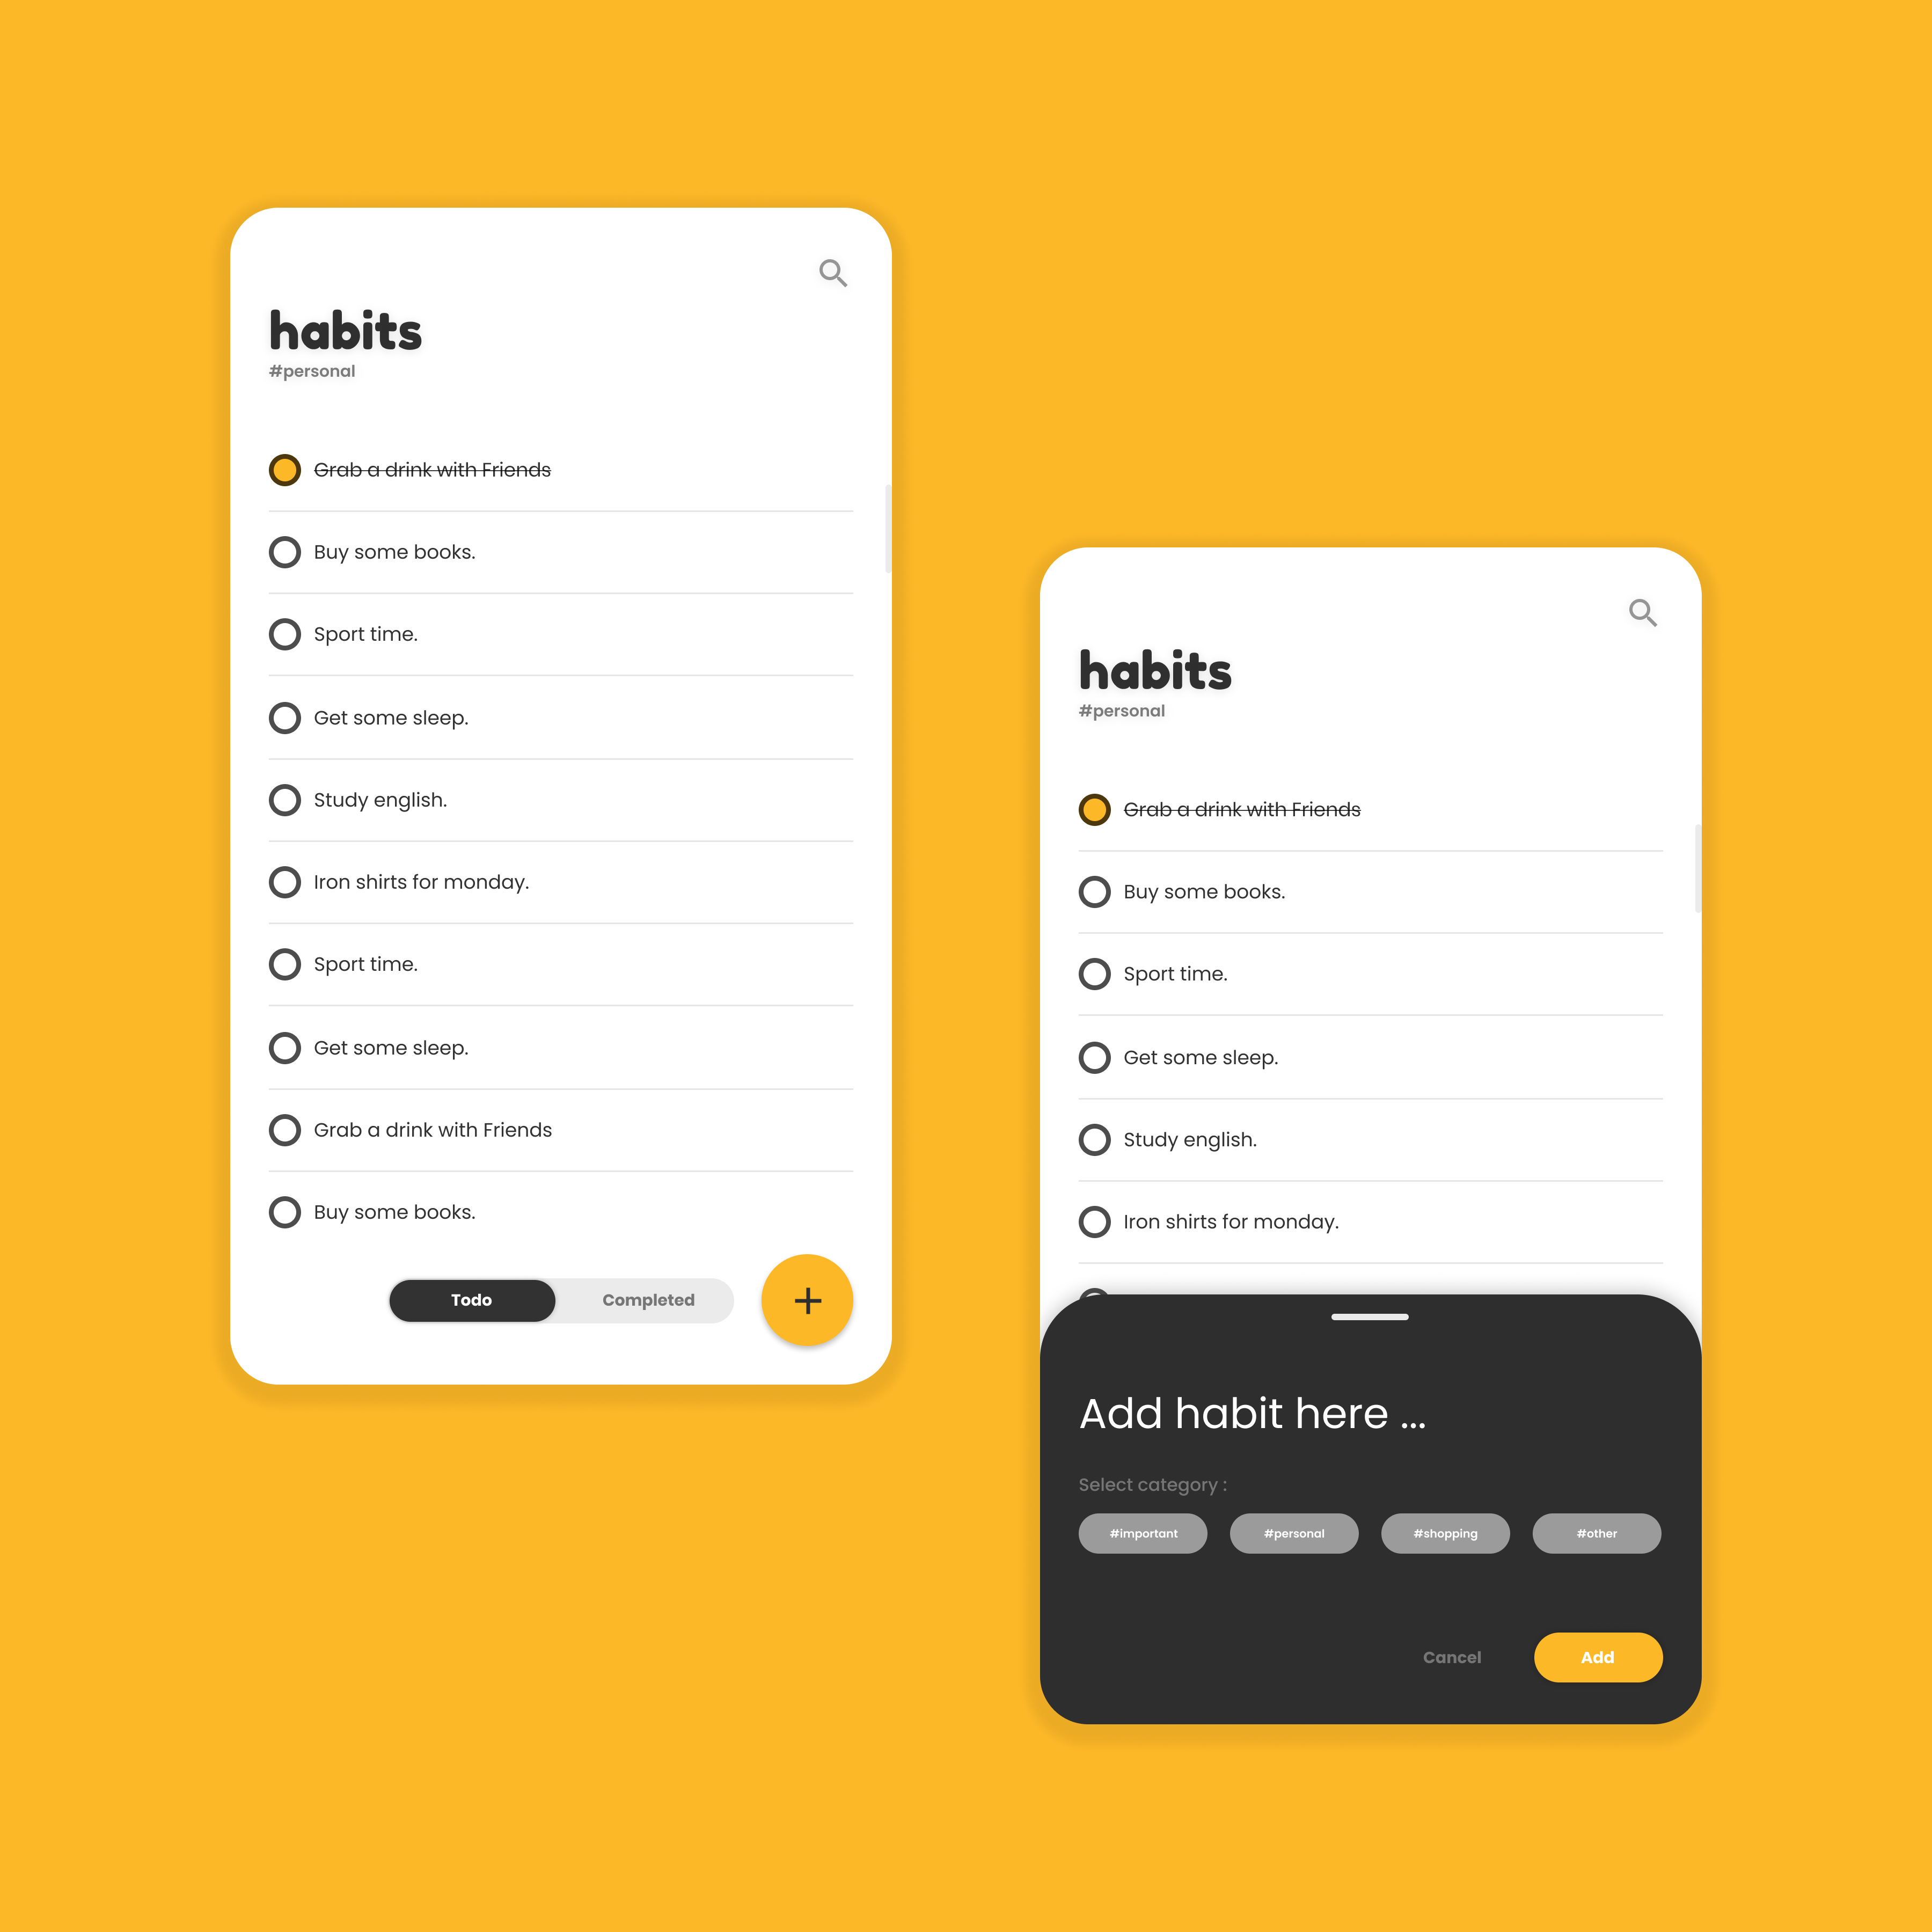 habits
#personal
Grab a drink with Friends
Buy some books.
Sport time.
Get some sleep.
Study english.
Iron shirts for monday.
Sport time.
Get some sleep.
Grab a drink with Friends
Buy some books.
Todo Completed
habits
#personal
Grab a drink with Friends
Buy some books.
Sport time.
Get some sleep.
Study english.
Iron shirts for monday.
Add habit here ...
Select category :
#important #personal #shopping #other
Cancel Add